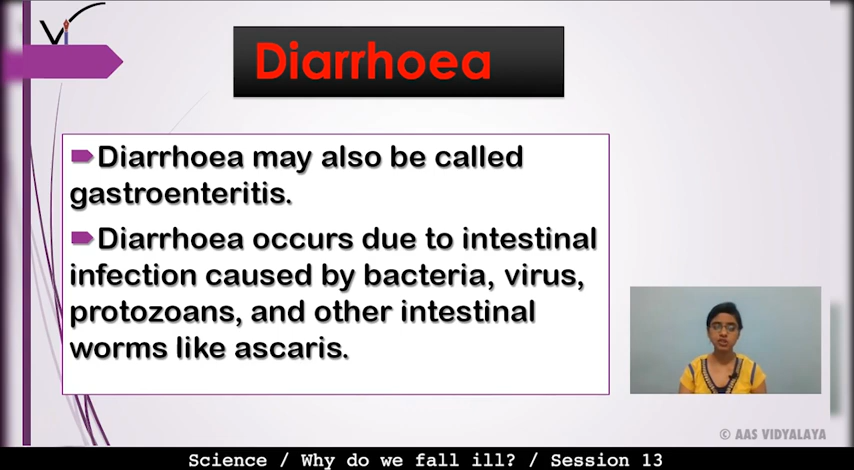 Diarrhoea
Diarrhoea may also be called
gastroenteritis.
Diarrhoea occurs due to intestinal
infection caused by bacteria, virus,
protozoans, and other intestinal
worms like ascaris.
© AAS VIDYALAYA
Science / Why do we fall ill? / Session 13